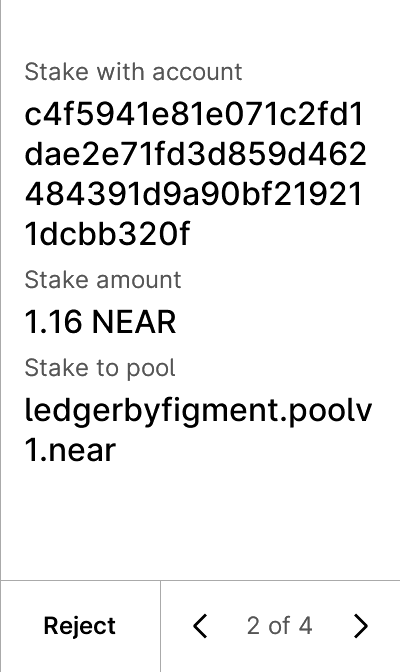 Stake with account
c4f5941e81e071c2fd1
dae2e71fd3d859d462
484391d9a90bf21921
1dcbb320f
Stake amount
1.16 NEAR
Stake to pool
ledgerbyfigment.poolv
1.near
Reject
2 of 4